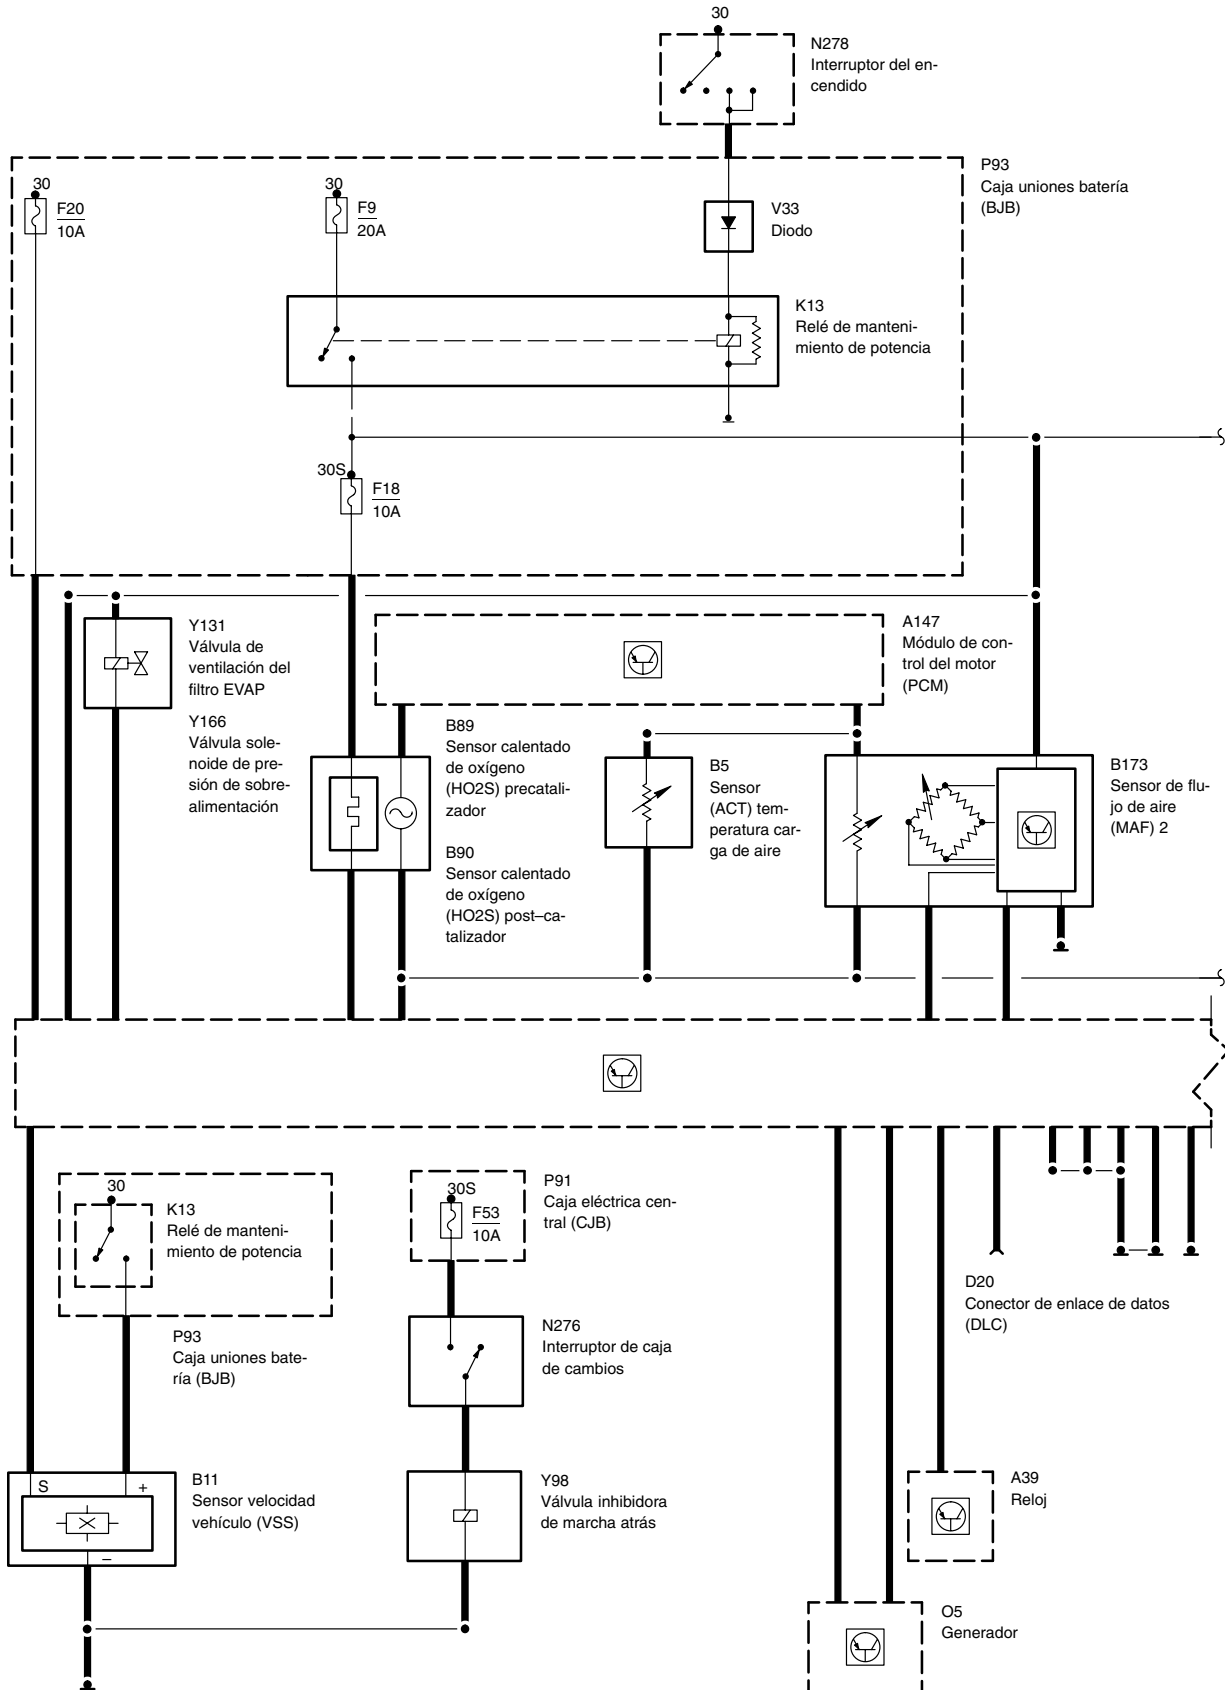 30
N278
Interruptor del en-
cendido
P93
Caja uniones batería
(BJB)
30
F20
10A
30
F9
20A
V33
Diodo
K13
Relé de manteni-
miento de potencia
30S
F18
10A
Y131
Válvula de
ventilación del
filtro EVAP
Y166
Válvula sole-
noide de pre-
sión de sobre-
alimentación
A147
Módulo de con-
trol del motor
(PCM)
B89
Sensor calentado
de oxígeno
(HO2S) precatali-
zador
B90
Sensor calentado
de oxígeno
(HO2S) post–ca-
talizador
B5
Sensor
(ACT) tem-
peratura car-
ga de aire
B173
Sensor de flu-
jo de aire
(MAF) 2
30
K13
Relé de manteni-
miento de potencia
P93
Caja uniones bate-
ría (BJB)
30S
F53
10A
P91
Caja eléctrica cen-
tral (CJB)
N276
Interruptor de caja
de cambios
D20
Conector de enlace de datos
(DLC)
S
+
–
B11
Sensor velocidad
vehículo (VSS)
Y98
Válvula inhibidora
de marcha atrás
A39
Reloj
O5
Generador